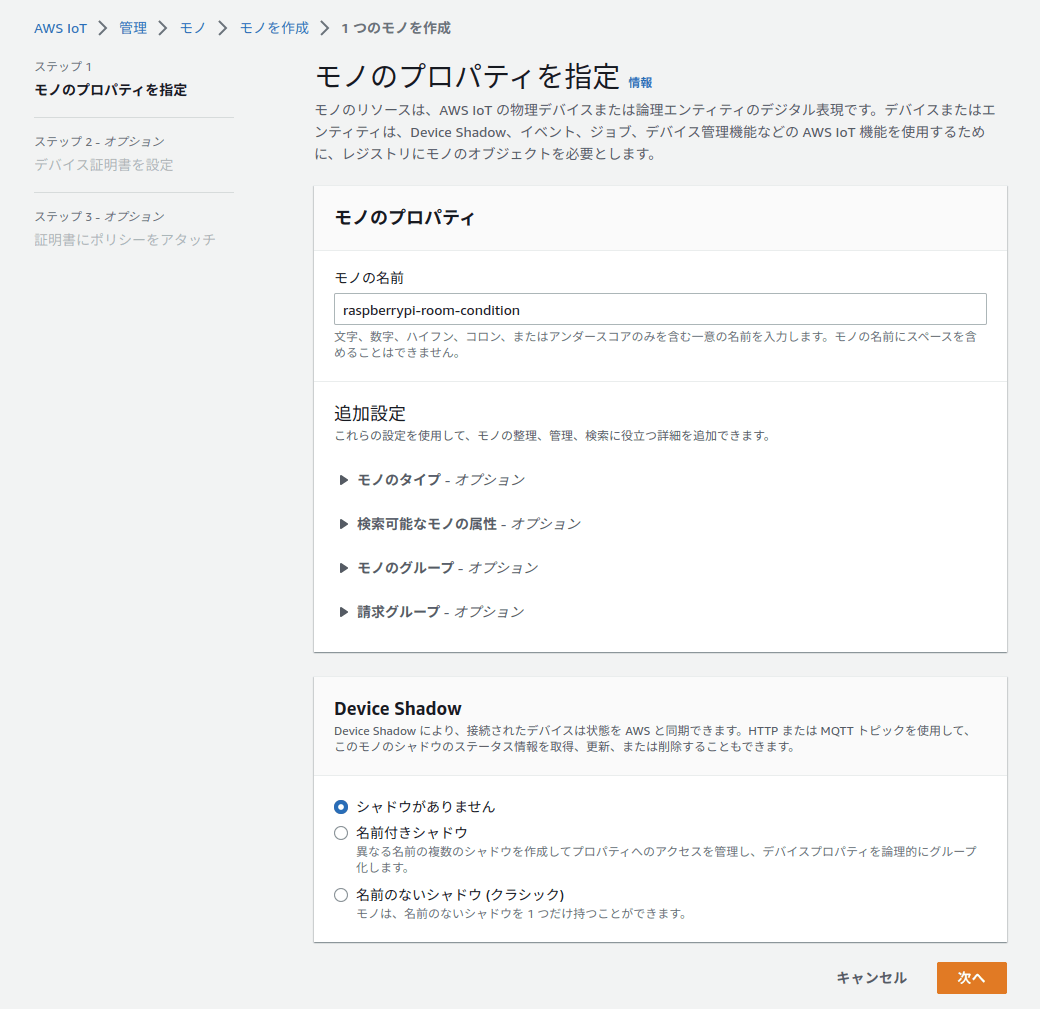 AWS IoT > 管理 > モノ > モノを作成 > 1 つのモノを作成
ステップ 1
モノのプロパティを指定
ステップ 2 - オプション
デバイス証明書を設定
ステップ 3 - オプション
証明書にポリシーをアタッチ
モノのプロパティを指定 情報
モノのリソースは、AWS IoT の物理デバイスまたは論理エンティティのデジタル表現です。デバイスまたはエ
ンティティは、Device Shadow、イベント、ジョブ、デバイス管理機能などの AWS IoT 機能を使用するため
に、レジストリにモノのオブジェクトを必要とします。
モノのプロパティ
モノの名前
raspberrypi-room-condition
文字、数字、ハイフン、コロン、またはアンダースコアのみを含む一意の名前を入力します。モノの名前にスペースを含
めることはできません。
追加設定
これらの設定を使用して、モノの整理、管理、検索に役立つ詳細を追加できます。
モノのタイプ - オプション
検索可能なモノの属性 - オプション
モノのグループ - オプション
請求グループ - オプション
Device Shadow
Device Shadow により、接続されたデバイスは状態を AWS と同期できます。HTTP または MQTT トピックを使用して、
このモノのシャドウのステータス情報を取得、更新、または削除することもできます。
シャドウがありません
名前付きシャドウ
異なる名前の複数のシャドウを作成してプロパティへのアクセスを管理し、デバイスプロパティを論理的にグループ
化します。
名前のないシャドウ (クラシック)
モノは、名前のないシャドウを 1 つだけ持つことができます。
キャンセル 次へ